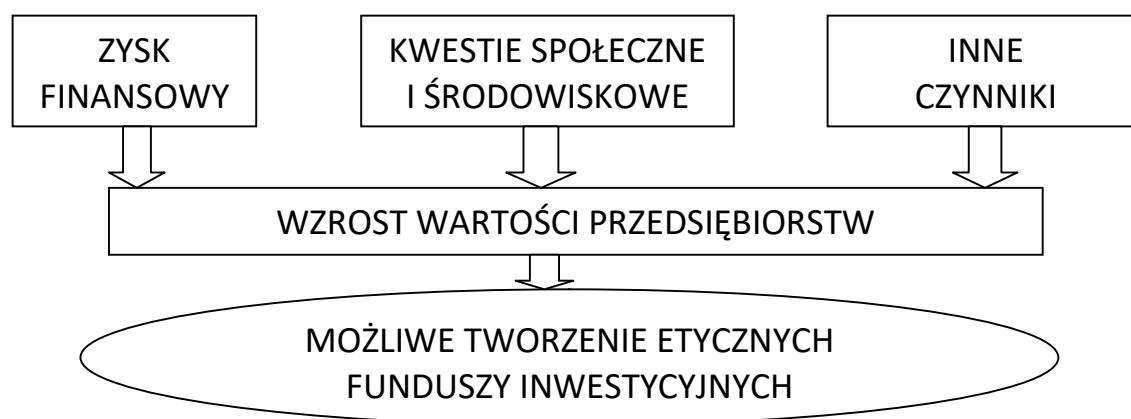 ZYSK
FINANSOWY
KWESTIE SPOŁECZNE
I ŚRODOWISKOWE
INNE
CZYNNIKI
WZROST WARTOŚCI PRZEDSIĘBIORSTW
MOŻLIWE TWORZENIE ETYCZNYCH
FUNDUSZY INWESTYCYJNYCH